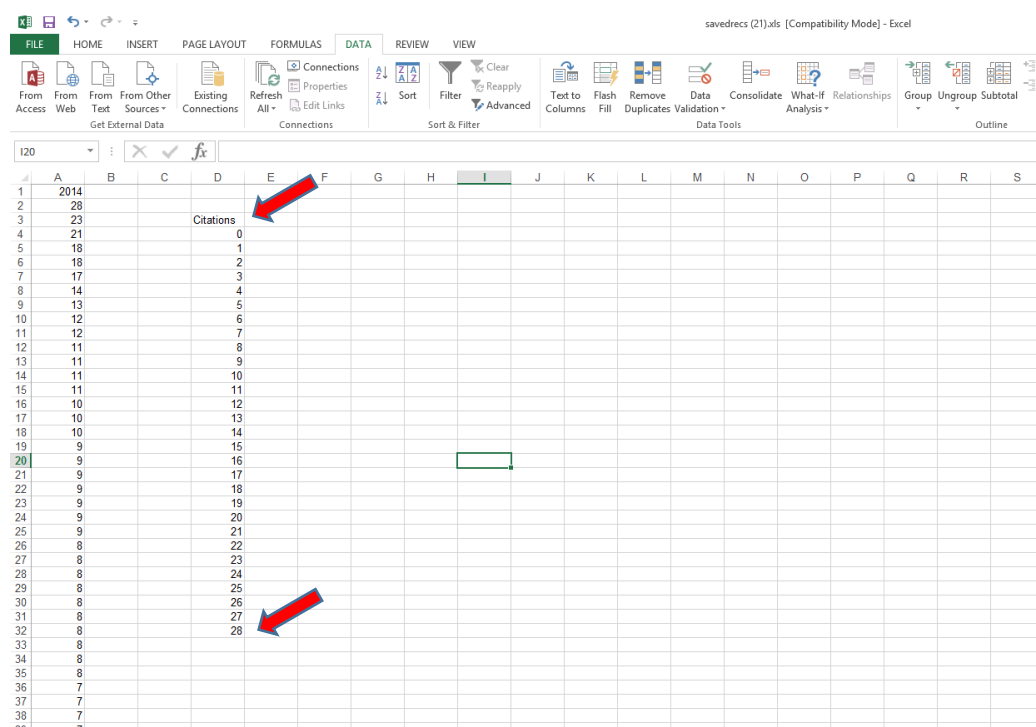 savedrecs (21).xls [Compatibility Mode] - Excel
FILE HOME INSERT PAGE LAYOUT FORMULAS DATA REVIEW VIEW
From Access
From Web
From Text
From Other Sources
Existing Connections
Refresh All
Connections
Properties
Edit Links
Sort
Filter
Clear
Reapply
Advanced
Text to Columns
Flash Fill
Remove Duplicates
Data Validation
Consolidate
What-If Analysis
Relationships
Group
Ungroup
Subtotal
Get External Data Connections Sort & Filter Data Tools Outline
I20 fx
A B C D E F G H I J K L M N O P Q R S
1 2014
2 28
3 23 Citations
4 21 0
5 18 1
6 18 2
7 17 3
8 14 4
9 13 5
10 12 6
11 12 7
12 11 8
13 11 9
14 11 10
15 11 11
16 10 12
17 10 13
18 10 14
19 9 15
20 9 16
21 9 17
22 9 18
23 9 19
24 9 20
25 9 21
26 8 22
27 8 23
28 8 24
29 8 25
30 8 26
31 8 27
32 8 28
33 8
34 8
35 8
36 7
37 7
38 7